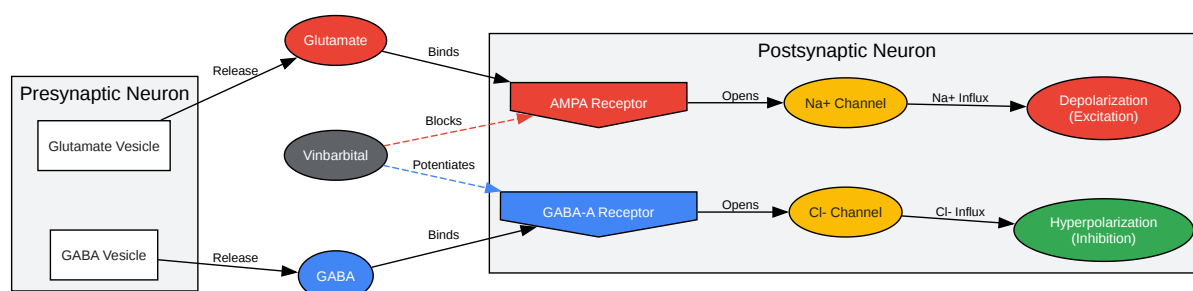 Presynaptic Neuron
Glutamate Vesicle
GABA Vesicle
Release
Release
Glutamate
Vinbarbital
GABA
Binds
Blocks
Potentiates
Binds
Postsynaptic Neuron
AMPA Receptor
Opens
Na+ Channel
Na+ Influx
Depolarization
(Excitation)
GABA-A Receptor
Opens
Cl- Channel
Cl- Influx
Hyperpolarization
(Inhibition)